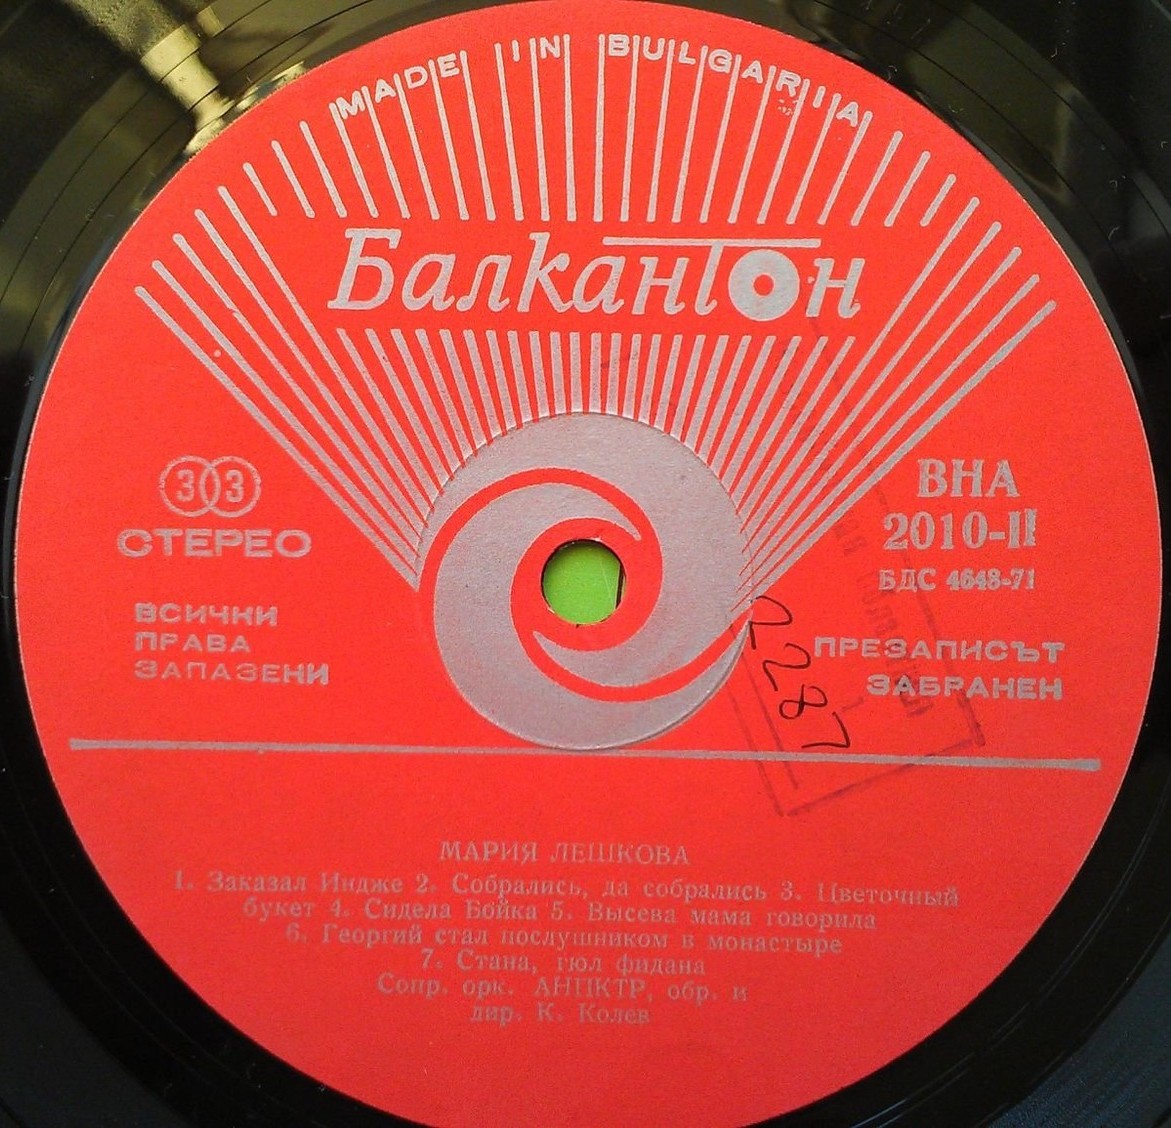 MADE IN BULGARIA
Балкантон
33
СТЕРЕО
ВСИЧКИ
ПРАВА
ЗАПАЗЕНИ
ВНА
2010-II
БДС 4648-71
ПРЕЗАПИСЪТ
ЗАБРАНЕН
2287
МАРИЯ ЛЕШКОВА
1. Заказал Индже 2. Собрались, да собрались 3. Цветочный
букет 4. Сидела Бойка 5. Высева мама говорила
6. Георгий стал послушником в монастыре
7. Стана, гюл фидана
Сопр. орк. АНПКТР, обр. и
дир. К. Колев